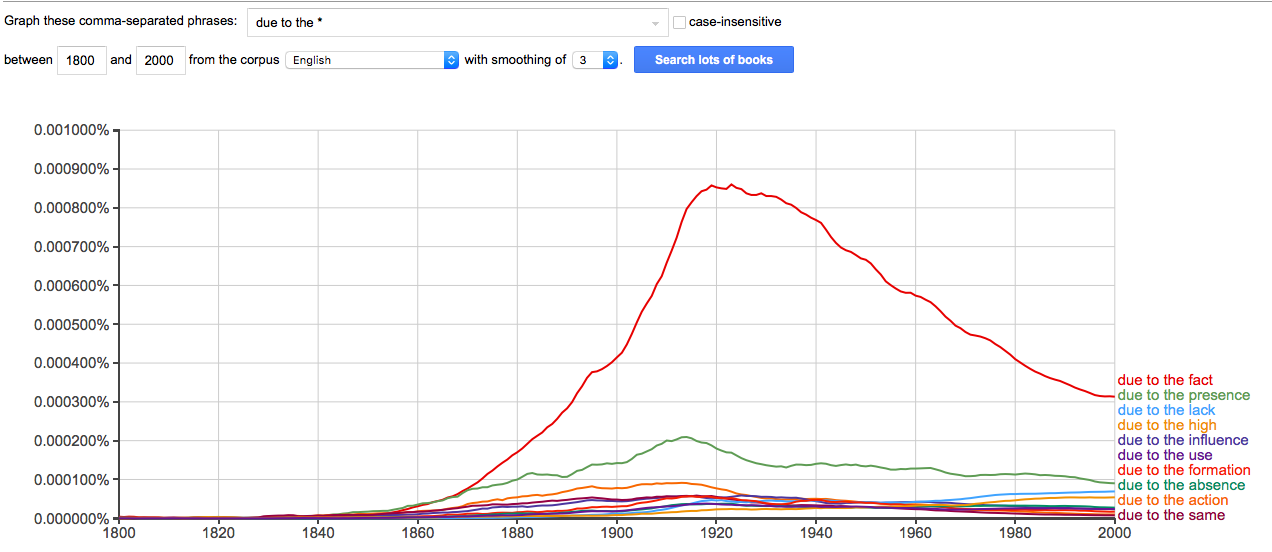 Graph these comma-separated phrases: due to the * case-insensitive
between 1800 and 2000 from the corpus English with smoothing of 3 . Search lots of books
0.001000%
0.000900%
0.000800%
0.000700%
0.000600%
0.000500%
0.000400%
0.000300%
0.000200%
0.000100%
0.000000%
1800 1820 1840 1860 1880 1900 1920 1940 1960 1980 2000
due to the fact
due to the presence
due to the lack
due to the high
due to the influence
due to the use
due to the formation
due to the absence
due to the action
due to the same